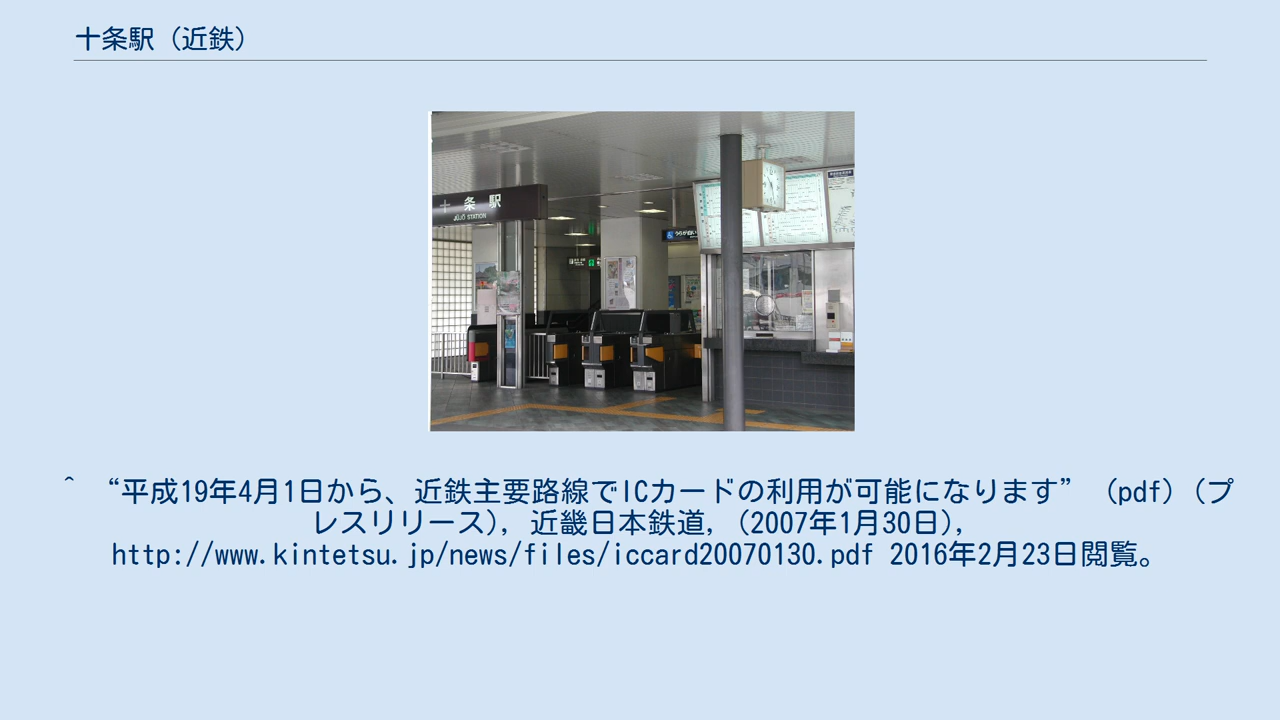 十条駅（近鉄）
十 条 駅
JŪJŌ STATION
^ “平成19年4月1日から、近鉄主要路線でICカードの利用が可能になります” (pdf) (プ
レスリリース), 近畿日本鉄道, (2007年1月30日),
http://www.kintetsu.jp/news/files/iccard20070130.pdf 2016年2月23日閲覧。